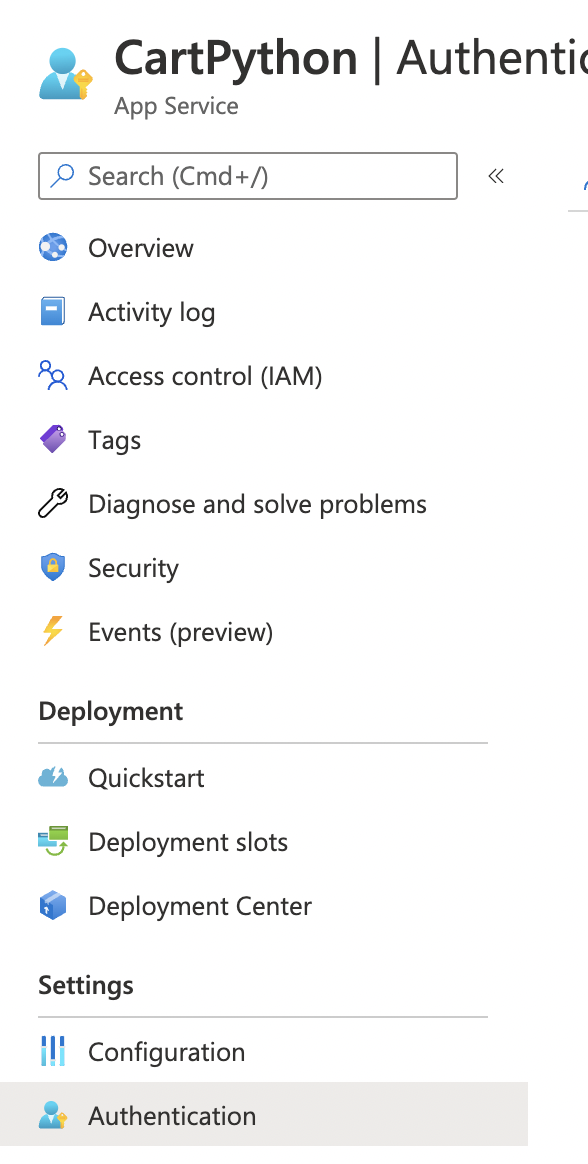 CartPython | Authentic
App Service
Search (Cmd+/)
Overview
Activity log
Access control (IAM)
Tags
Diagnose and solve problems
Security
Events (preview)
Deployment
Quickstart
Deployment slots
Deployment Center
Settings
Configuration
Authentication